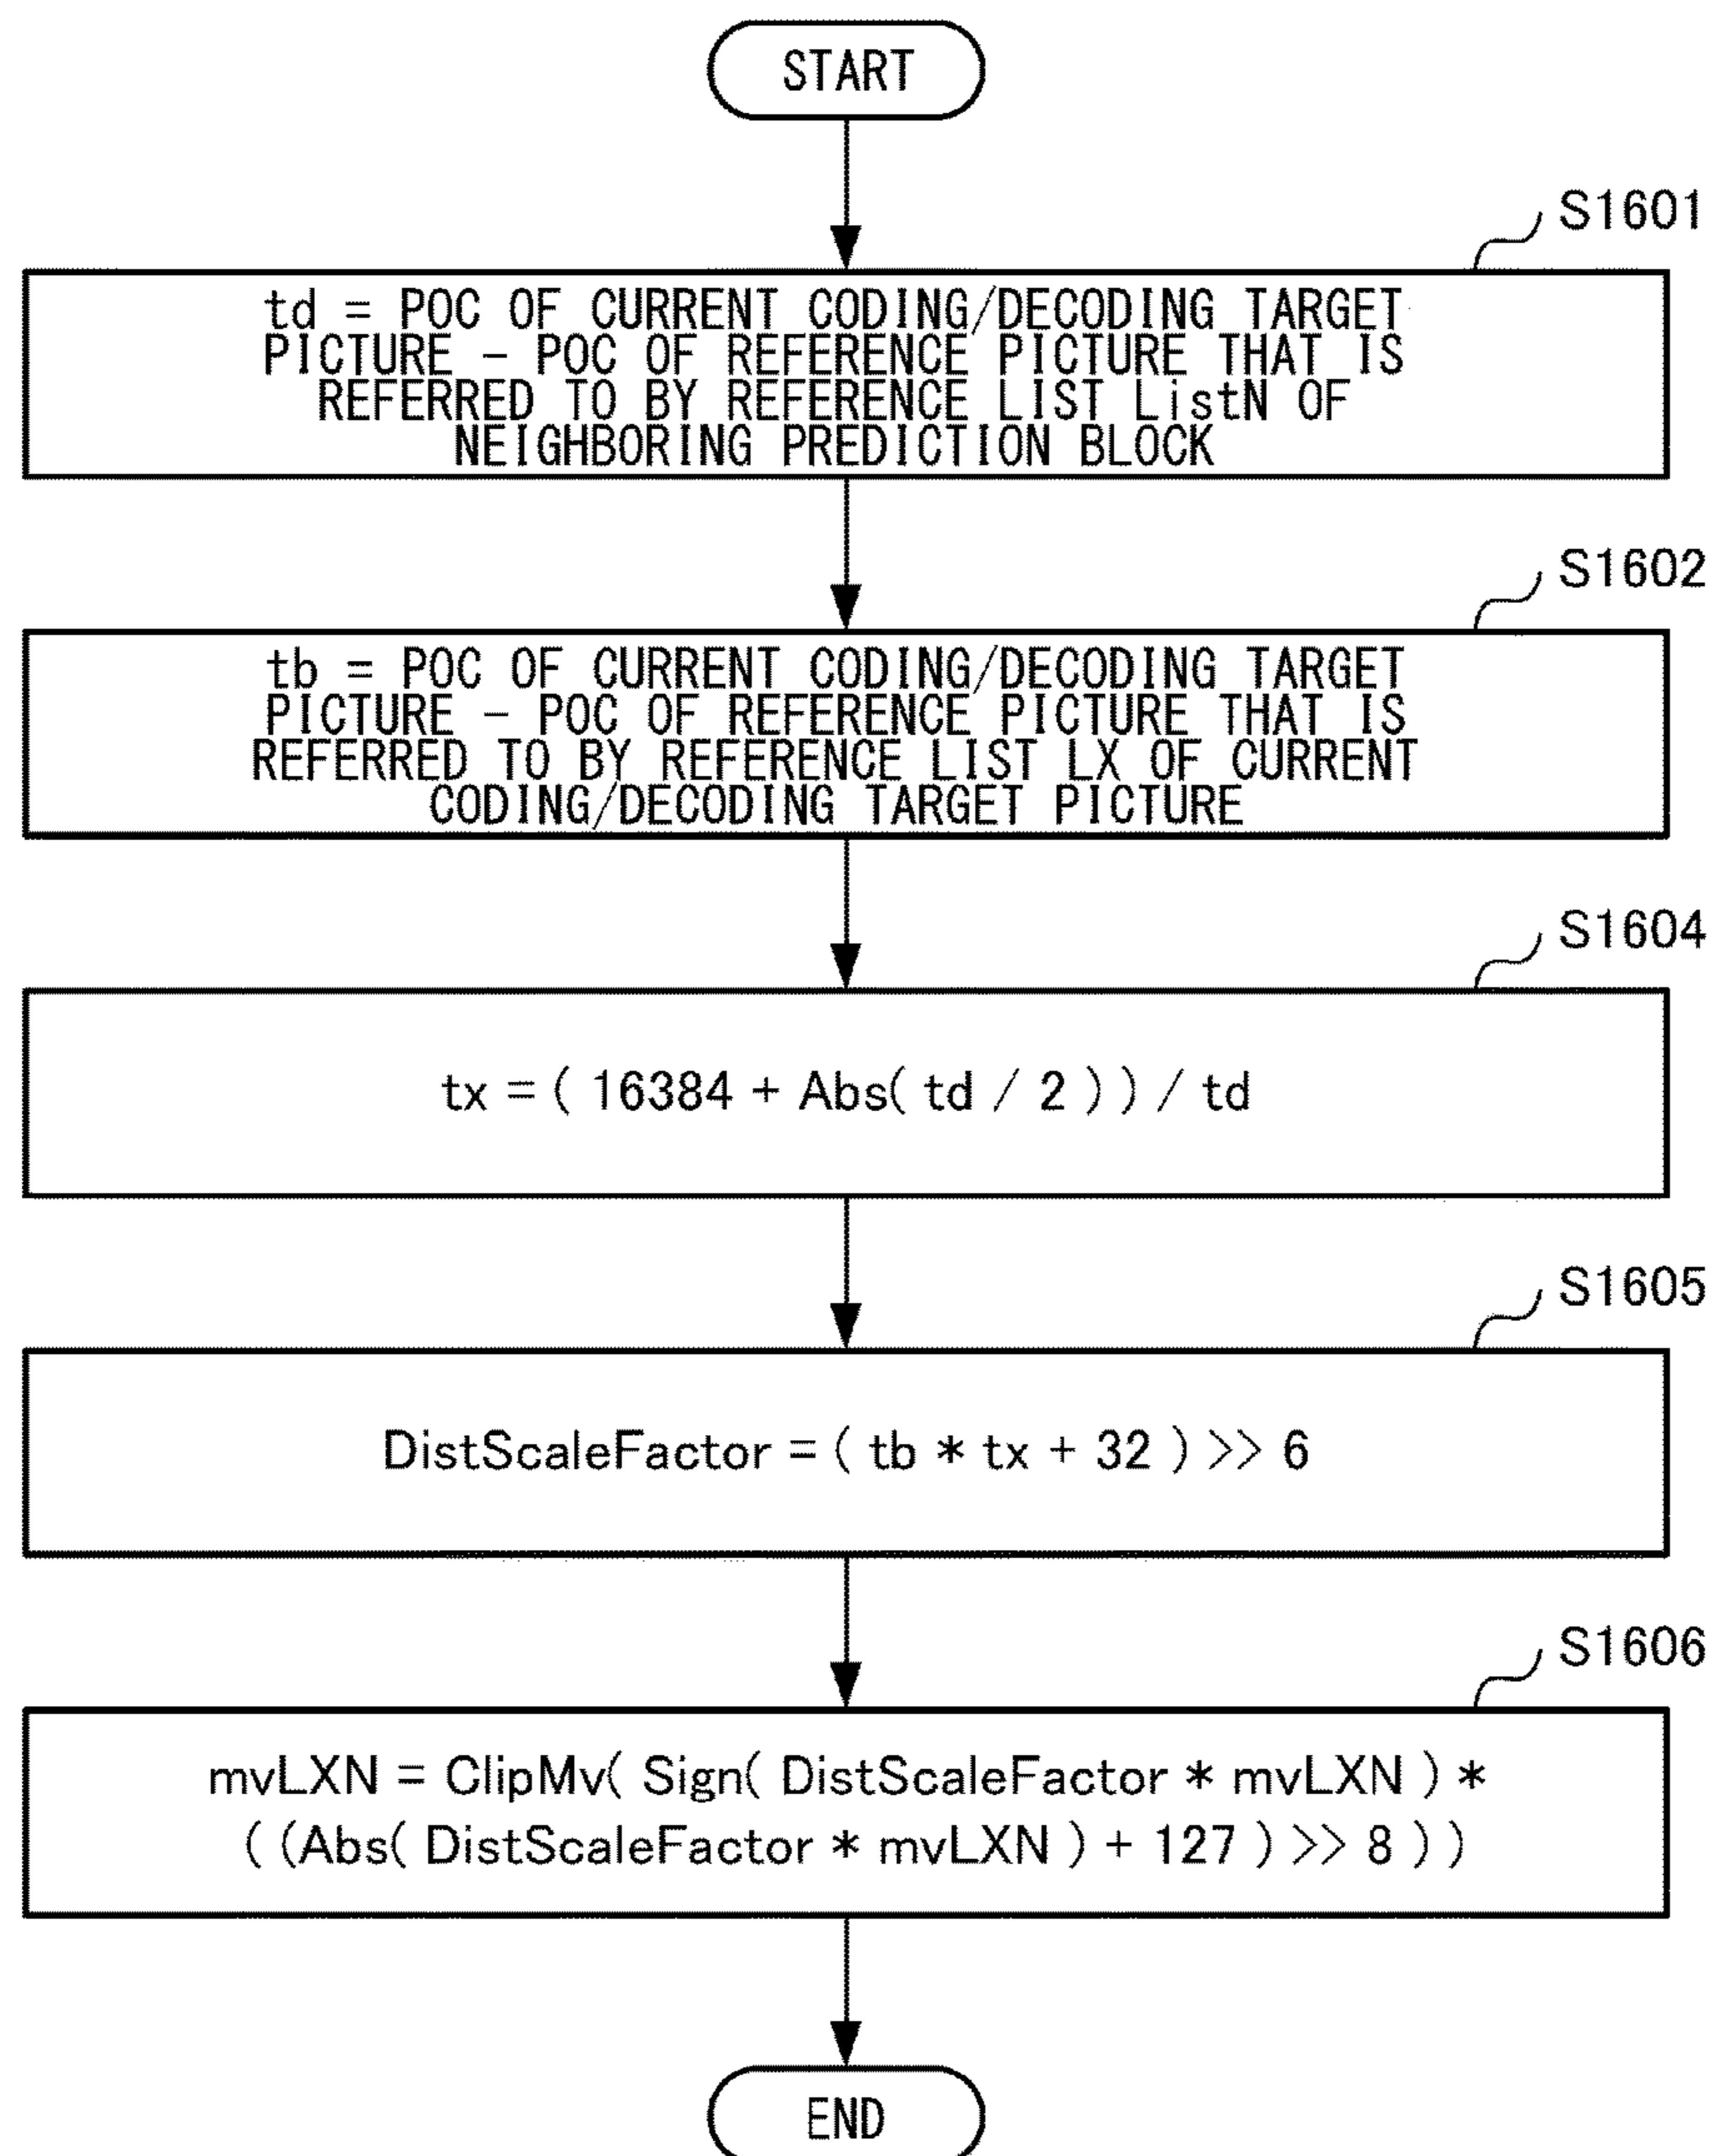 START
S1601
td = POC OF CURRENT CODING/DECODING TARGET
PICTURE - POC OF REFERENCE PICTURE THAT IS
REFERRED TO BY REFERENCE LIST ListN OF
NEIGHBORING PREDICTION BLOCK
S1602
tb = POC OF CURRENT CODING/DECODING TARGET
PICTURE - POC OF REFERENCE PICTURE THAT IS
REFERRED TO BY REFERENCE LIST LX OF CURRENT
CODING/DECODING TARGET PICTURE
S1604
tx = ( 16384 + Abs( td / 2 ) ) / td
S1605
DistScaleFactor = ( tb * tx + 32 ) >> 6
S1606
mvLXN = ClipMv( Sign( DistScaleFactor * mvLXN ) *
( (Abs( DistScaleFactor * mvLXN ) + 127 ) >> 8 ) )
END